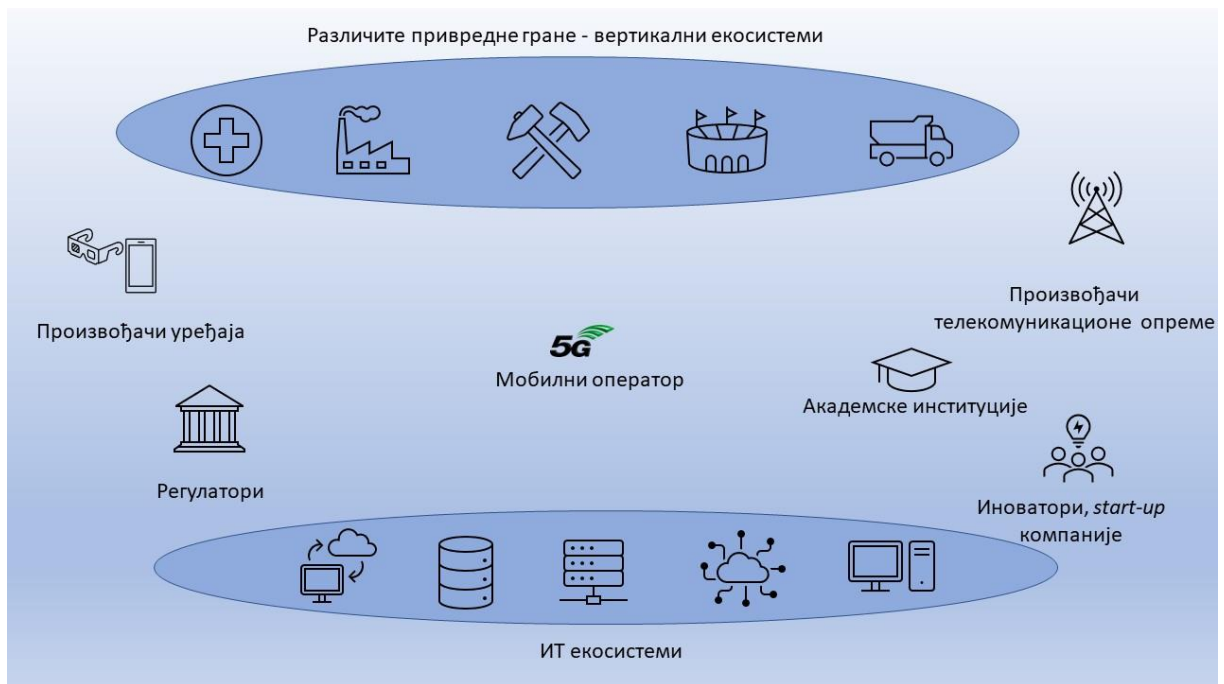 Различите привредне гране - вертикални екосистеми
Произвођачи уређаја
Произвођачи
телекомуникационе опреме
5G
Мобилни оператор
Академске институције
Регулатори
Иноватори, start-up
компаније
ИТ екосистеми